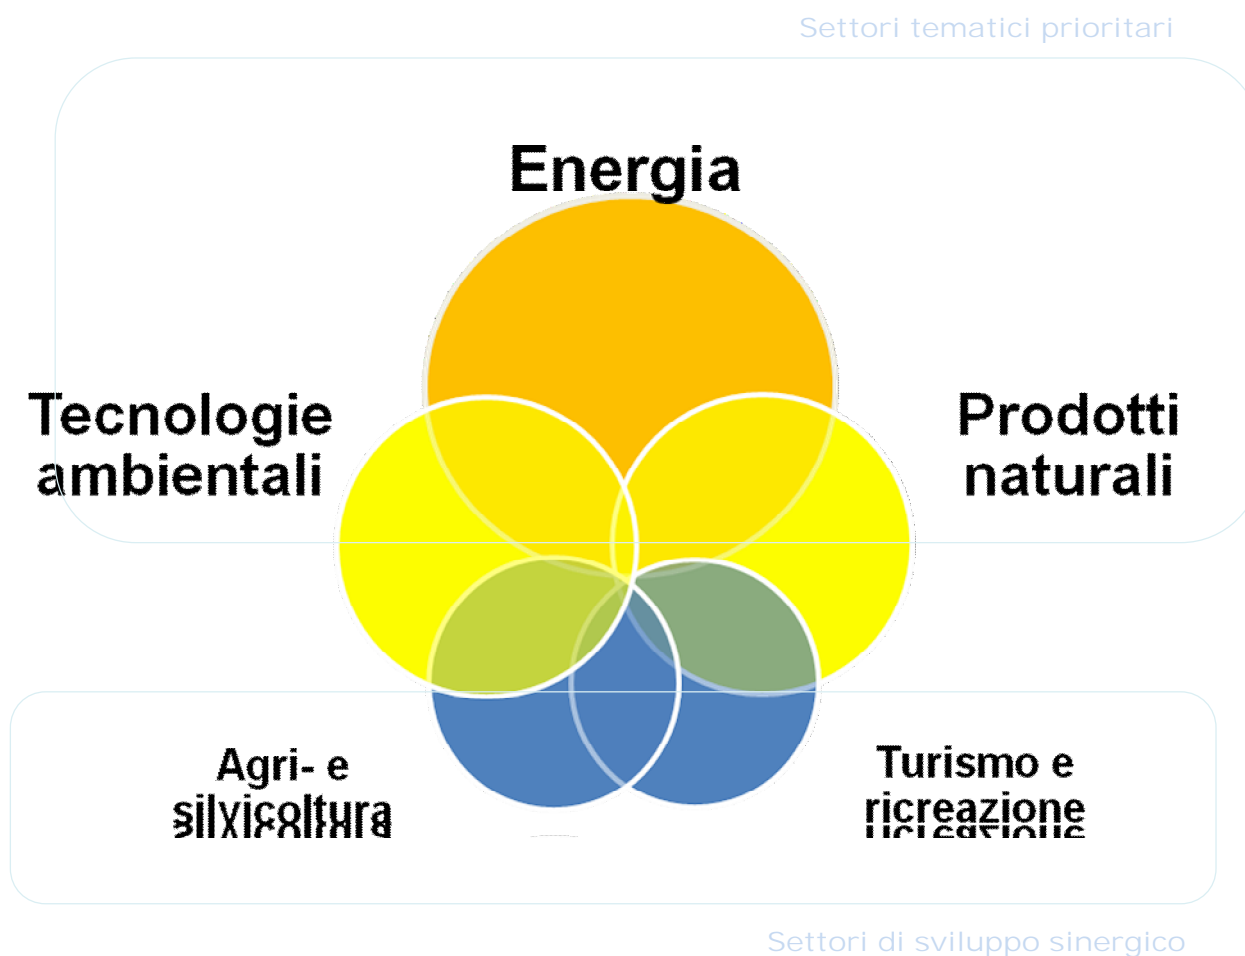 Settori tematici prioritari
Energia
Tecnologie
ambientali
Prodotti
naturali
Agri- e
silvicoltura
Turismo e
ricreazione
Settori di sviluppo sinergico